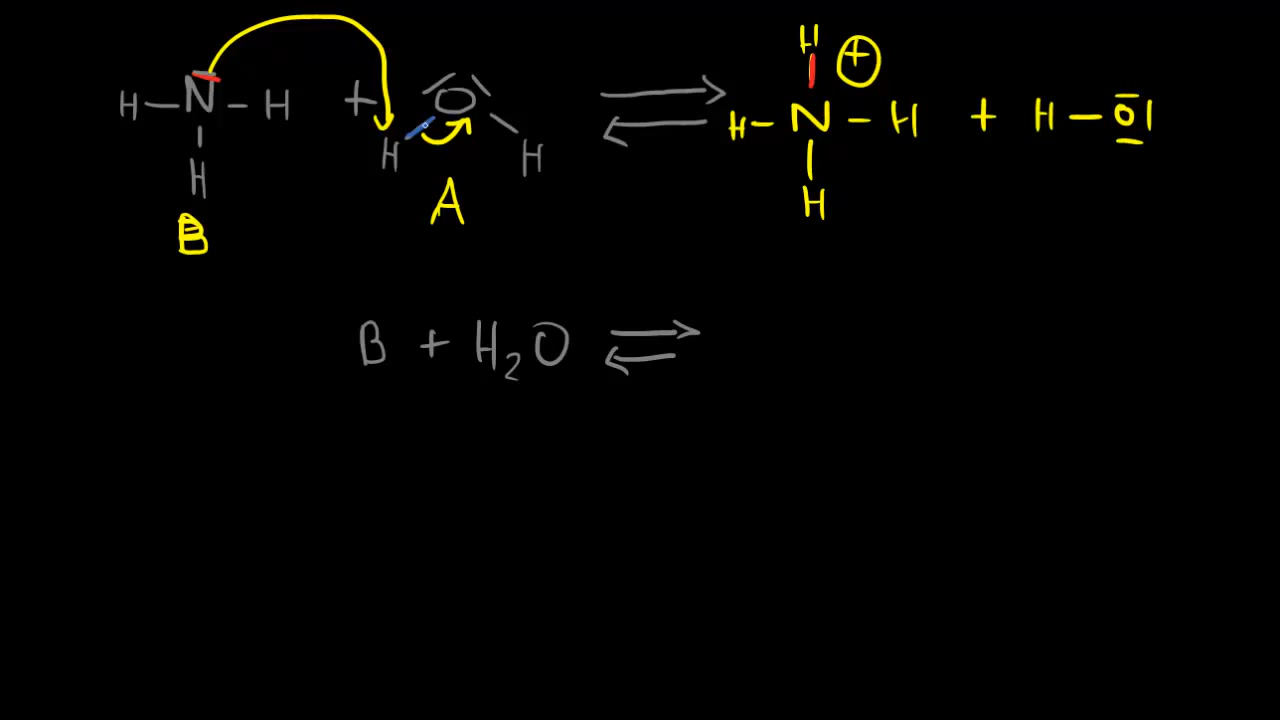 H ⊕
H – N – H + H – O – H ⇌ H – N – H + H – O
H H
B A
B + H₂O ⇌